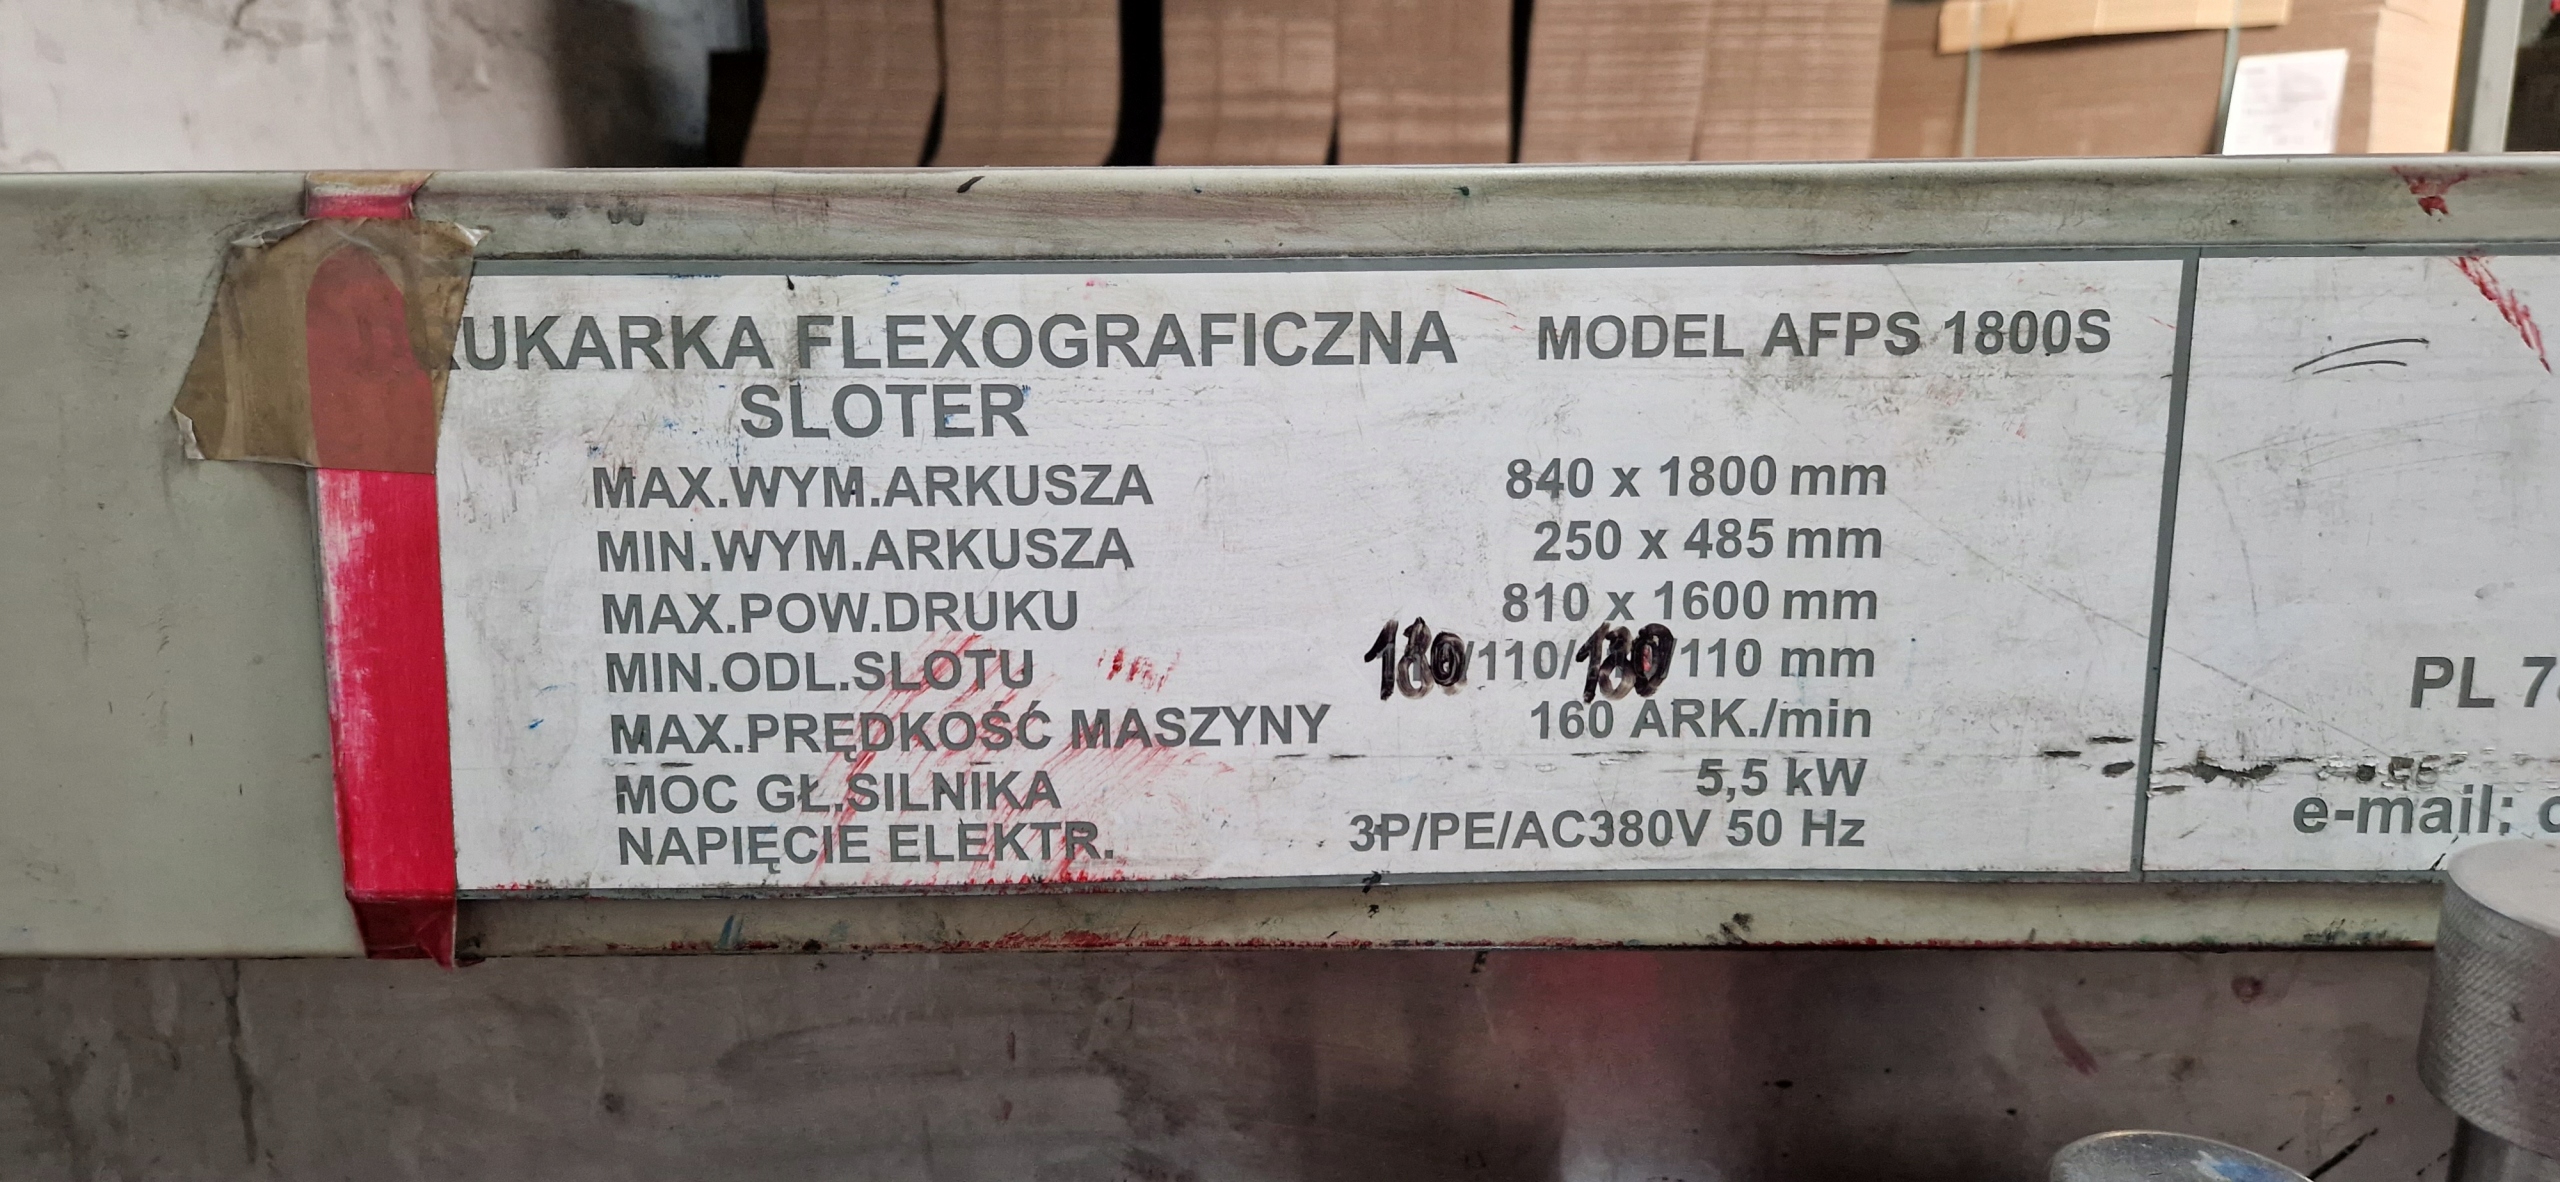 DRUKARKA FLEXOGRAFICZNA MODEL AFPS 1800S
SLOTER
MAX.WYM.ARKUSZA 840 x 1800 mm
MIN.WYM.ARKUSZA 250 x 485 mm
MAX.POW.DRUKU 810 x 1600 mm
MIN.ODL.SLOTU /110/ /110 mm
MAX.PRĘDKOŚĆ MASZYNY 160 ARK./min
MOC GŁ.SILNIKA 5,5 kW
NAPIĘCIE ELEKTR. 3P/PE/AC380V 50 Hz
PL
e-mail: